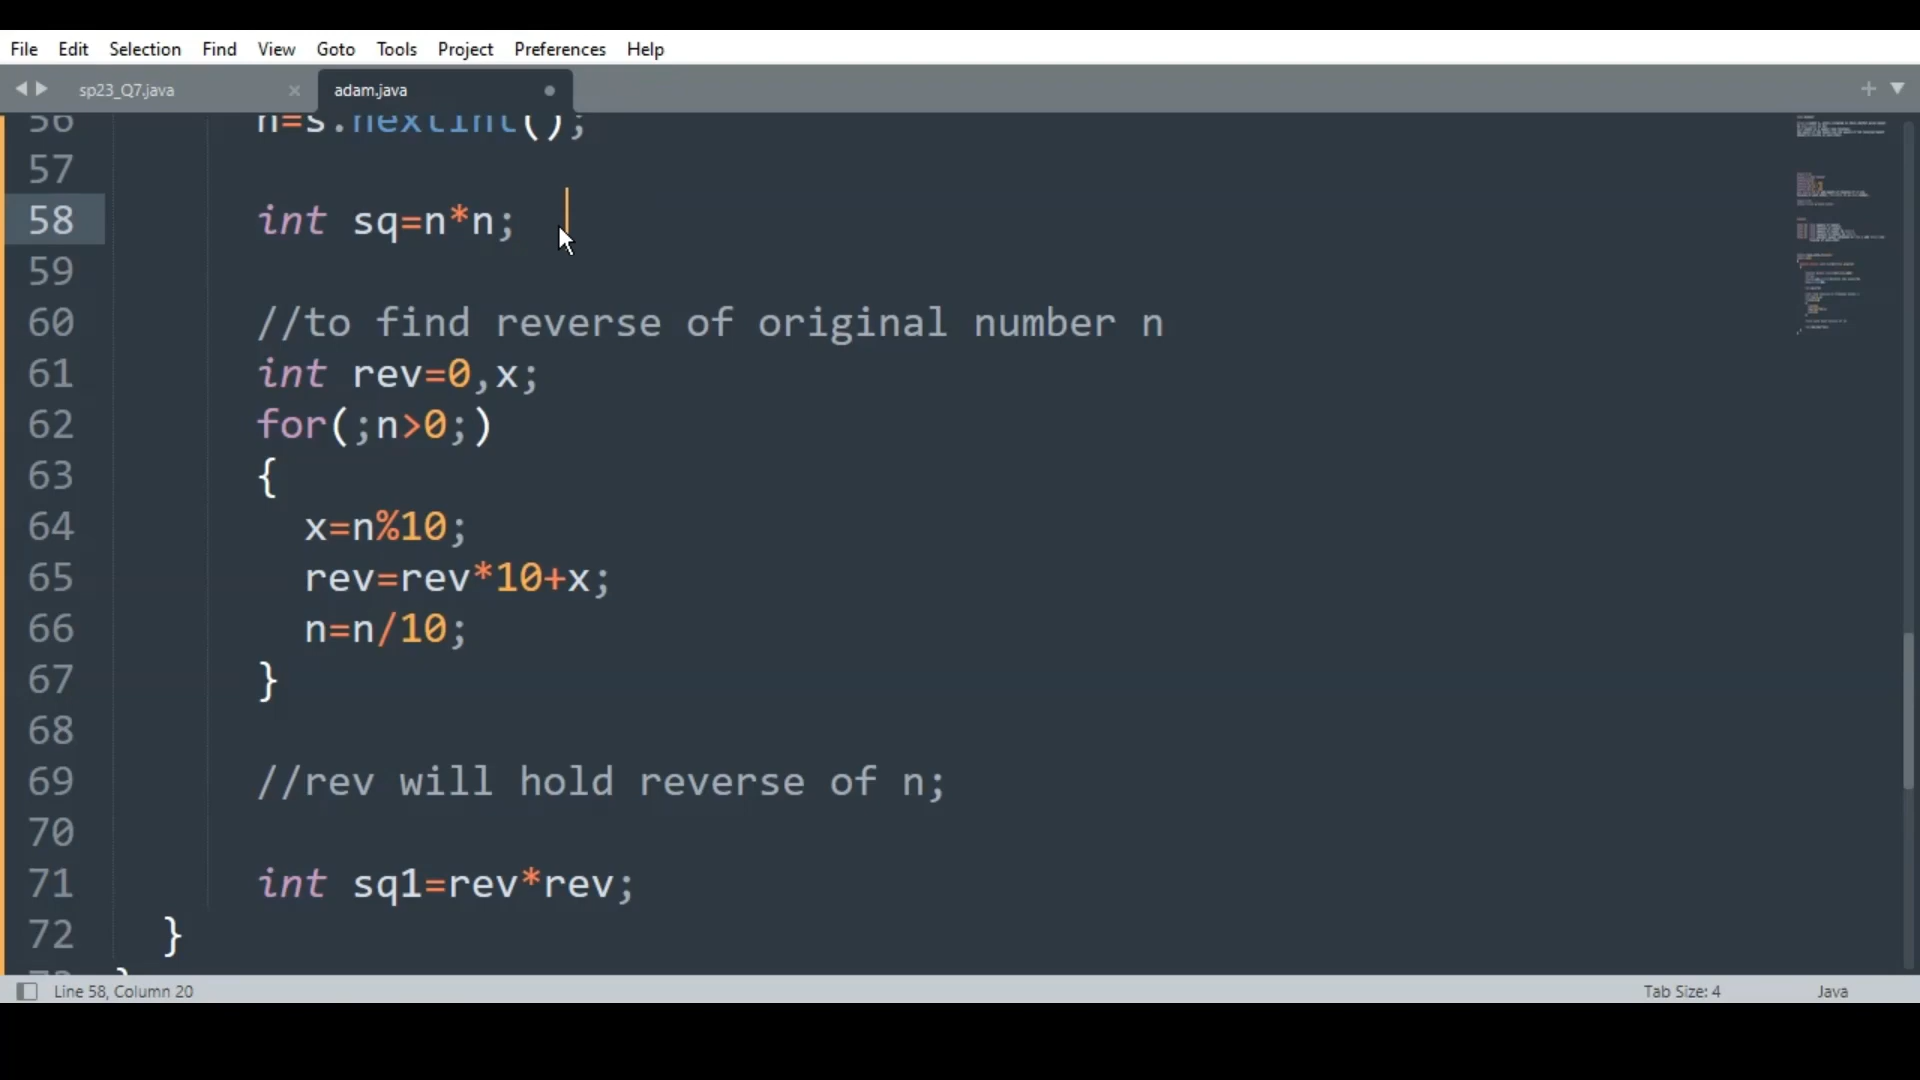 File Edit Selection Find View Goto Tools Project Preferences Help
sp23_Q7.java × adam.java
56 n=s.nextInt();
57
58 int sq=n*n;
59
60 //to find reverse of original number n
61 int rev=0,x;
62 for(;n>0;)
63 {
64 x=n%10;
65 rev=rev*10+x;
66 n=n/10;
67 }
68
69 //rev will hold reverse of n;
70
71 int sq1=rev*rev;
72 }
Line 58, Column 20 Tab Size: 4 Java